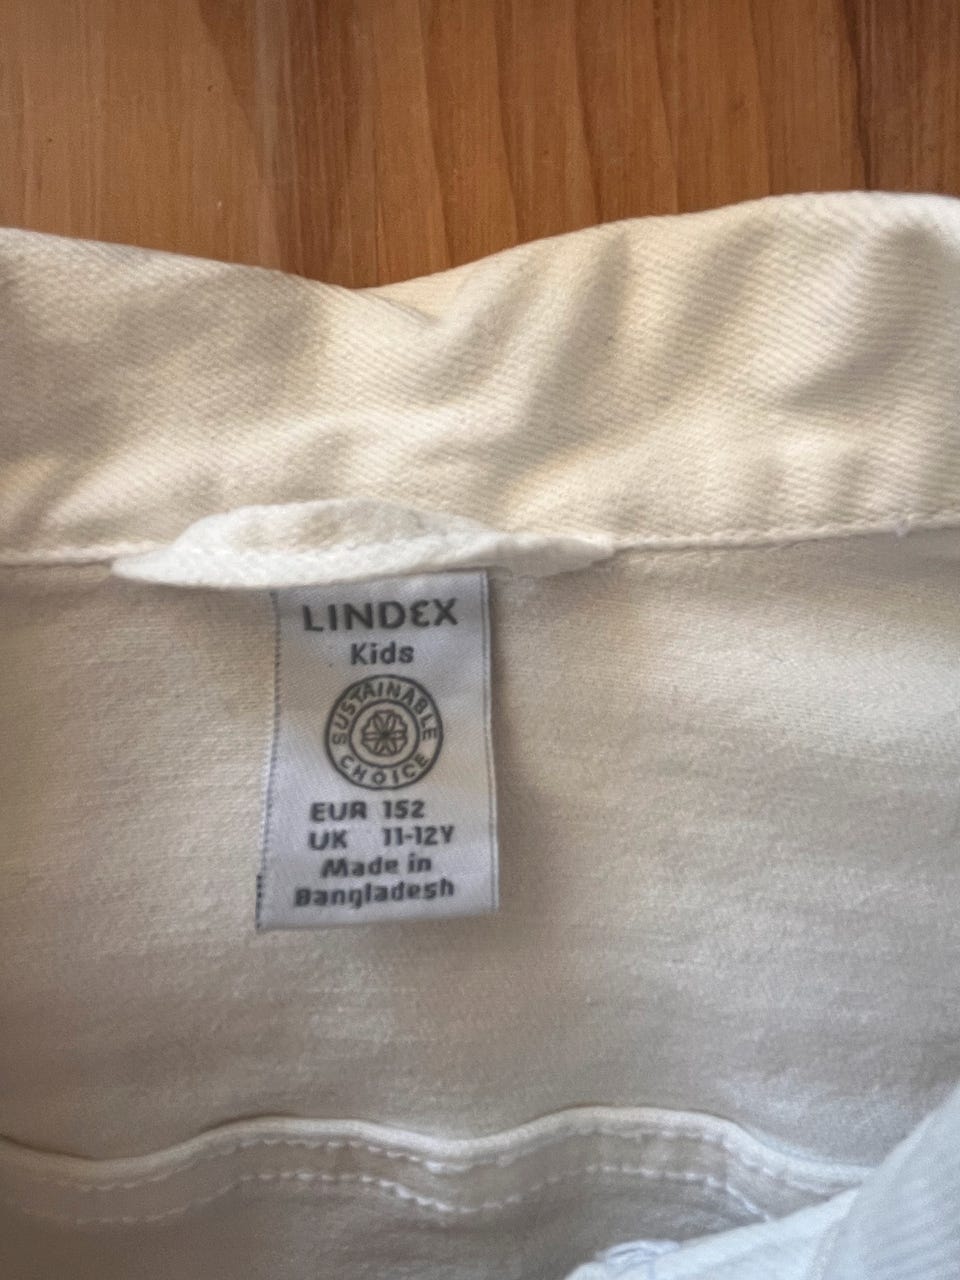 LINDEX
Kids
SUSTAINABLE
CHOICE
EUR 152
UK 11-12Y
Made in
Bangladesh